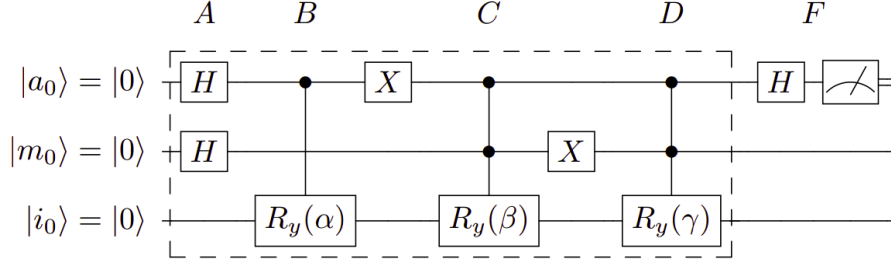 A B C D F
|a₀⟩ = |0⟩ H X H
|m₀⟩ = |0⟩ H X
|i₀⟩ = |0⟩ R_y(α) R_y(β) R_y(γ)